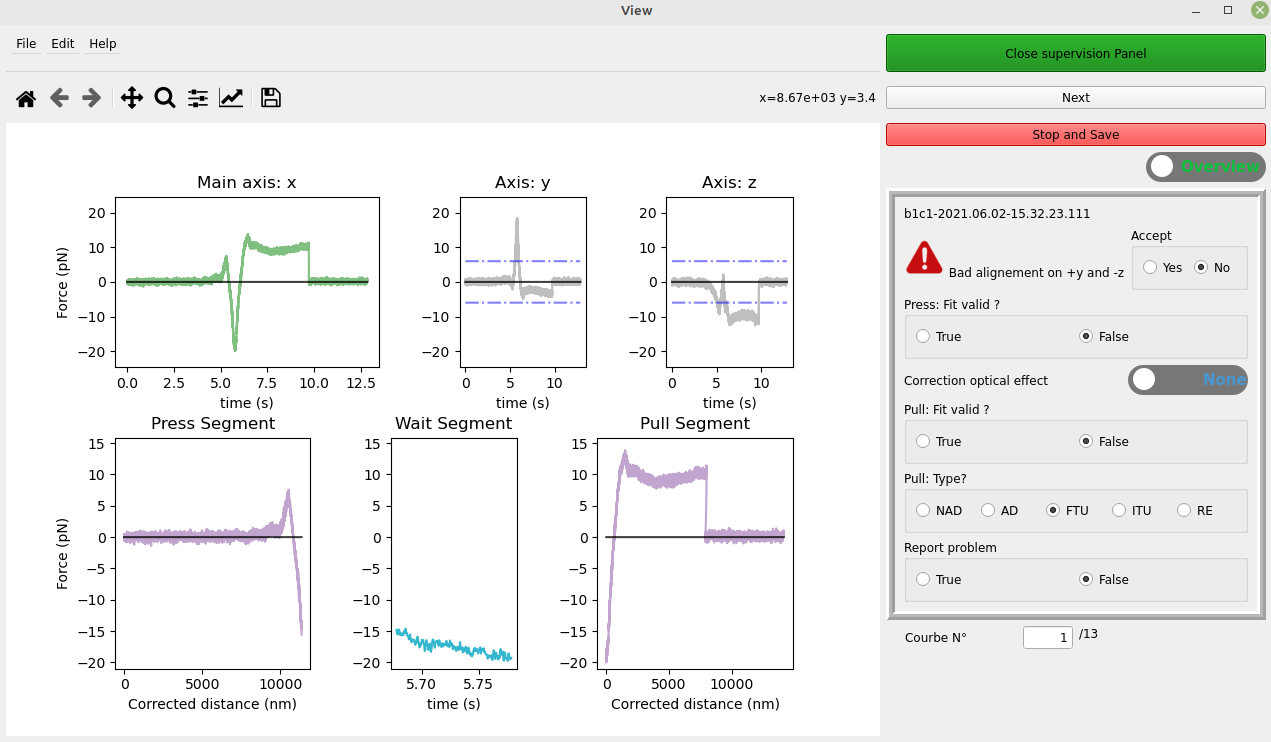 View
File Edit Help
Close supervision Panel
x=8.67e+03 y=3.4
Next
Stop and Save
Overview
Main axis: x
Axis: y
Axis: z
Force (pN)
20
10
0
−10
−20
0.0 2.5 5.0 7.5 10.0 12.5
time (s)
20
10
0
−10
−20
0 5 10
time (s)
20
10
0
−10
−20
0 5 10
time (s)
Press Segment
Wait Segment
Pull Segment
Force (pN)
15
10
5
0
−5
−10
−15
−20
0 5000 10000
Corrected distance (nm)
15
10
5
0
−5
−10
−15
−20
5.70 5.75
time (s)
15
10
5
0
−5
−10
−15
−20
0 5000 10000
Corrected distance (nm)
b1c1-2021.06.02-15.32.23.111
Accept
Bad alignement on +y and -z
Yes No
Press: Fit valid ?
True False
Correction optical effect
None
Pull: Fit valid ?
True False
Pull: Type?
NAD AD FTU ITU RE
Report problem
True False
Courbe N° 1 /13